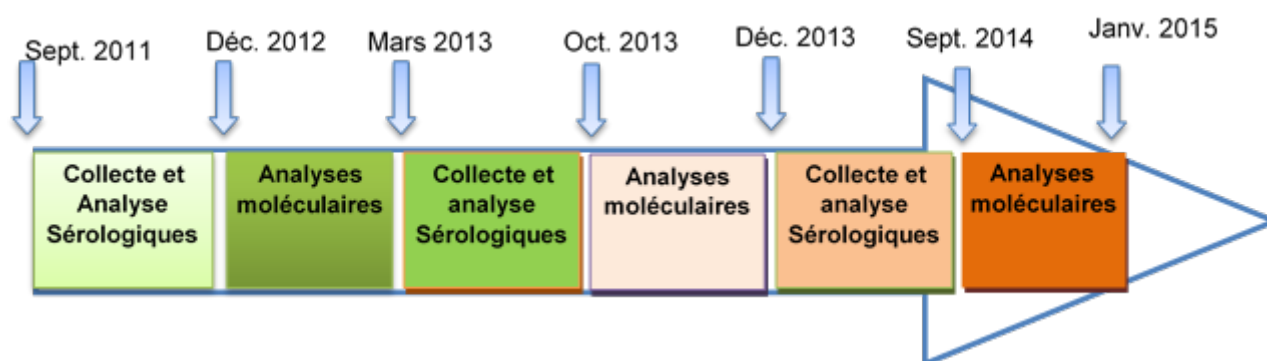 Sept. 2011
Déc. 2012
Mars 2013
Oct. 2013
Déc. 2013
Sept. 2014
Janv. 2015
Collecte et
Analyse
Sérologiques
Analyses
moléculaires
Collecte et
analyse
Sérologiques
Analyses
moléculaires
Collecte et
analyse
Sérologiques
Analyses
moléculaires